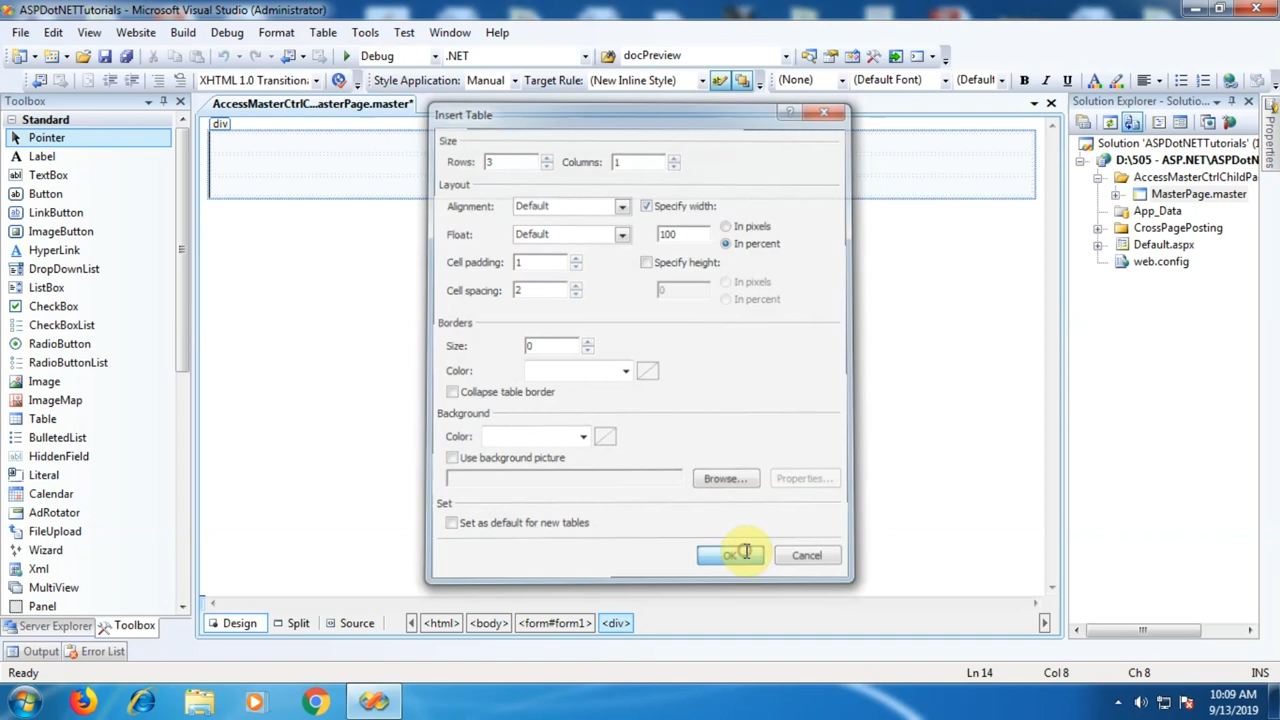 ASPDotNETTutorials - Microsoft Visual Studio (Administrator)
File Edit View Website Build Debug Format Table Tools Test Window Help
Debug .NET docPreview
XHTML 1.0 Transition Style Application: Manual Target Rule: (New Inline Style) (None) (Default Font) (Default
Toolbox
Standard
Pointer
Label
TextBox
Button
LinkButton
ImageButton
HyperLink
DropDownList
ListBox
CheckBox
CheckBoxList
RadioButton
RadioButtonList
Image
ImageMap
Table
BulletedList
HiddenField
Literal
Calendar
AdRotator
FileUpload
Wizard
Xml
MultiView
Panel
Server Explorer Toolbox
Output Error List
AccessMasterCtrlC...asterPage.master*
div
Insert Table
Size
Rows: 3 Columns: 1
Layout
Alignment: Default Specify width:
In pixels
Float: Default 100
In percent
Cell padding: 1 Specify height:
In pixels
Cell spacing: 2 0
In percent
Borders
Size: 0
Color:
Collapse table border
Background
Color:
Use background picture
Browse... Properties...
Set
Set as default for new tables
OK Cancel
Design Split Source <html> <body> <form#form1> <div>
Solution Explorer - Solutio...
Solution 'ASPDotNETTutorials' (1
D:\505 - ASP.NET\ASPDotN
AccessMasterCtrlChildPa
MasterPage.master
App_Data
CrossPagePosting
Default.aspx
web.config
Properties
Ready Ln 14 Col 8 Ch 8 INS
10:09 AM
9/13/2019